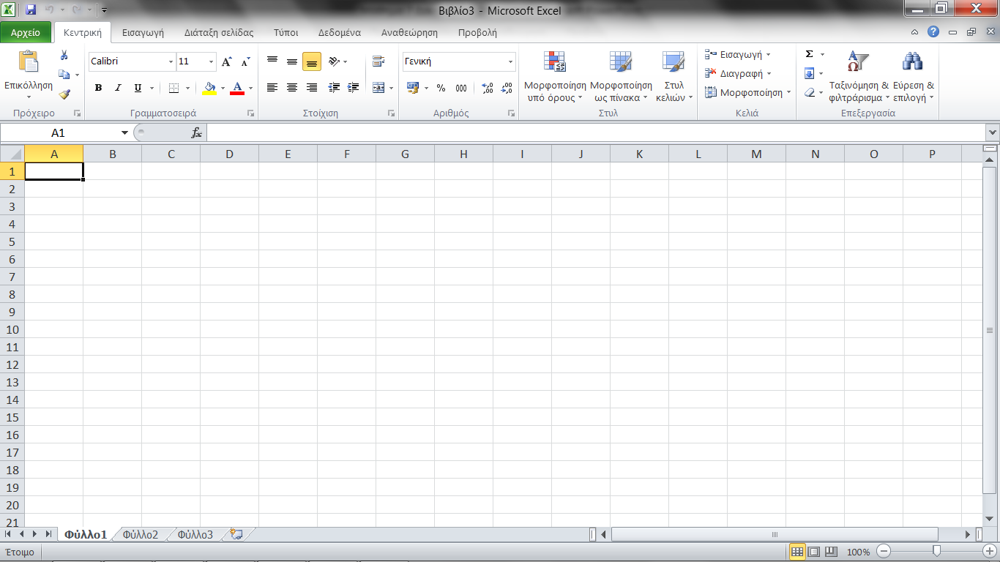 Βιβλίο3 - Microsoft Excel
Αρχείο Κεντρική Εισαγωγή Διάταξη σελίδας Τύποι Δεδομένα Αναθεώρηση Προβολή
Επικόλληση
Calibri 11
B I U
Γενική
% 000
Μορφοποίηση υπό όρους
Μορφοποίηση ως πίνακα
Στυλ κελιών
Εισαγωγή
Διαγραφή
Μορφοποίηση
Σ
Ταξινόμηση & φιλτράρισμα
Εύρεση & επιλογή
Πρόχειρο Γραμματοσειρά Στοίχιση Αριθμός Στυλ Κελιά Επεξεργασία
A1 fx
A B C D E F G H I J K L M N O P
1
2
3
4
5
6
7
8
9
10
11
12
13
14
15
16
17
18
19
20
21
Φύλλο1 Φύλλο2 Φύλλο3
Έτοιμο 100%